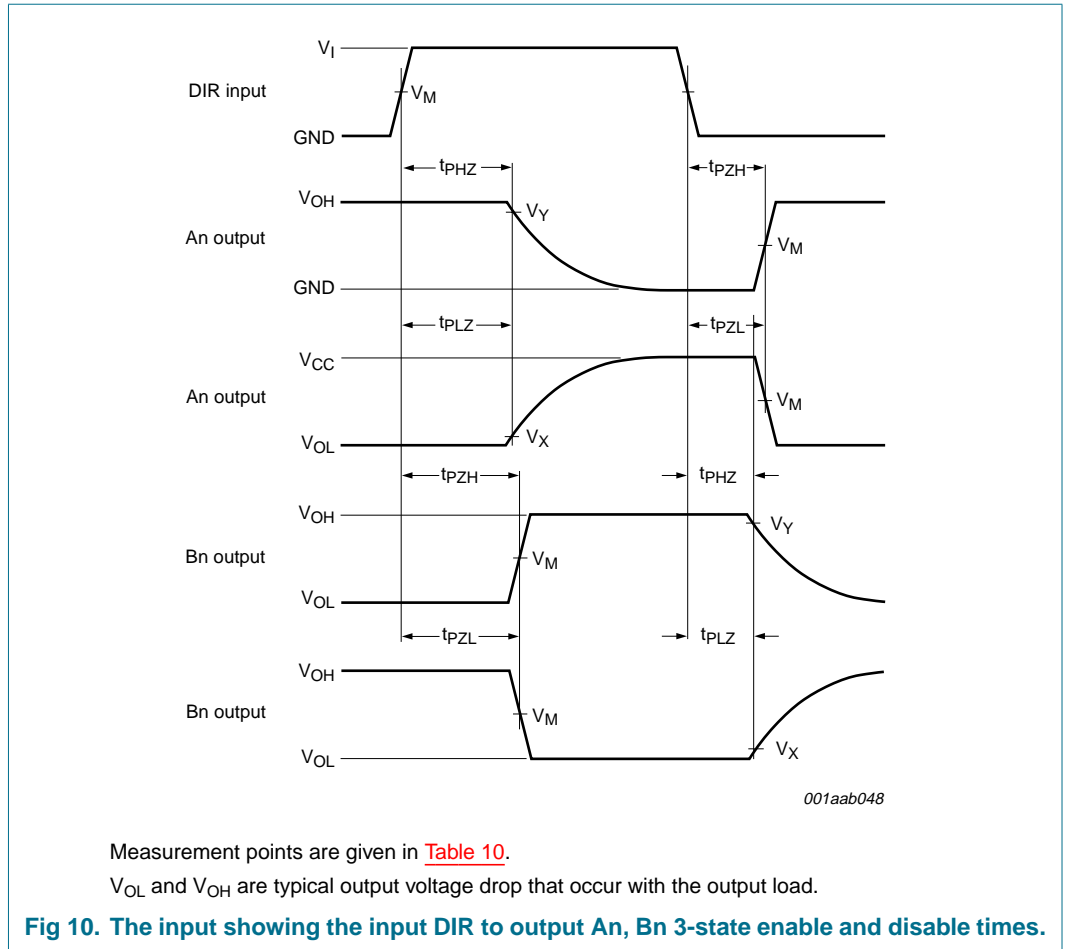 VI
DIR input
VM
GND
tPHZ
tPZH
VOH
VY
An output
VM
GND
tPLZ
tPZL
VCC
An output
VM
VOL
VX
tPZH
tPHZ
VOH
VY
Bn output
VM
VOL
tPZL
tPLZ
VOH
Bn output
VM
VOL
VX
001aab048
Measurement points are given in Table 10.
VOL and VOH are typical output voltage drop that occur with the output load.
Fig 10. The input showing the input DIR to output An, Bn 3-state enable and disable times.